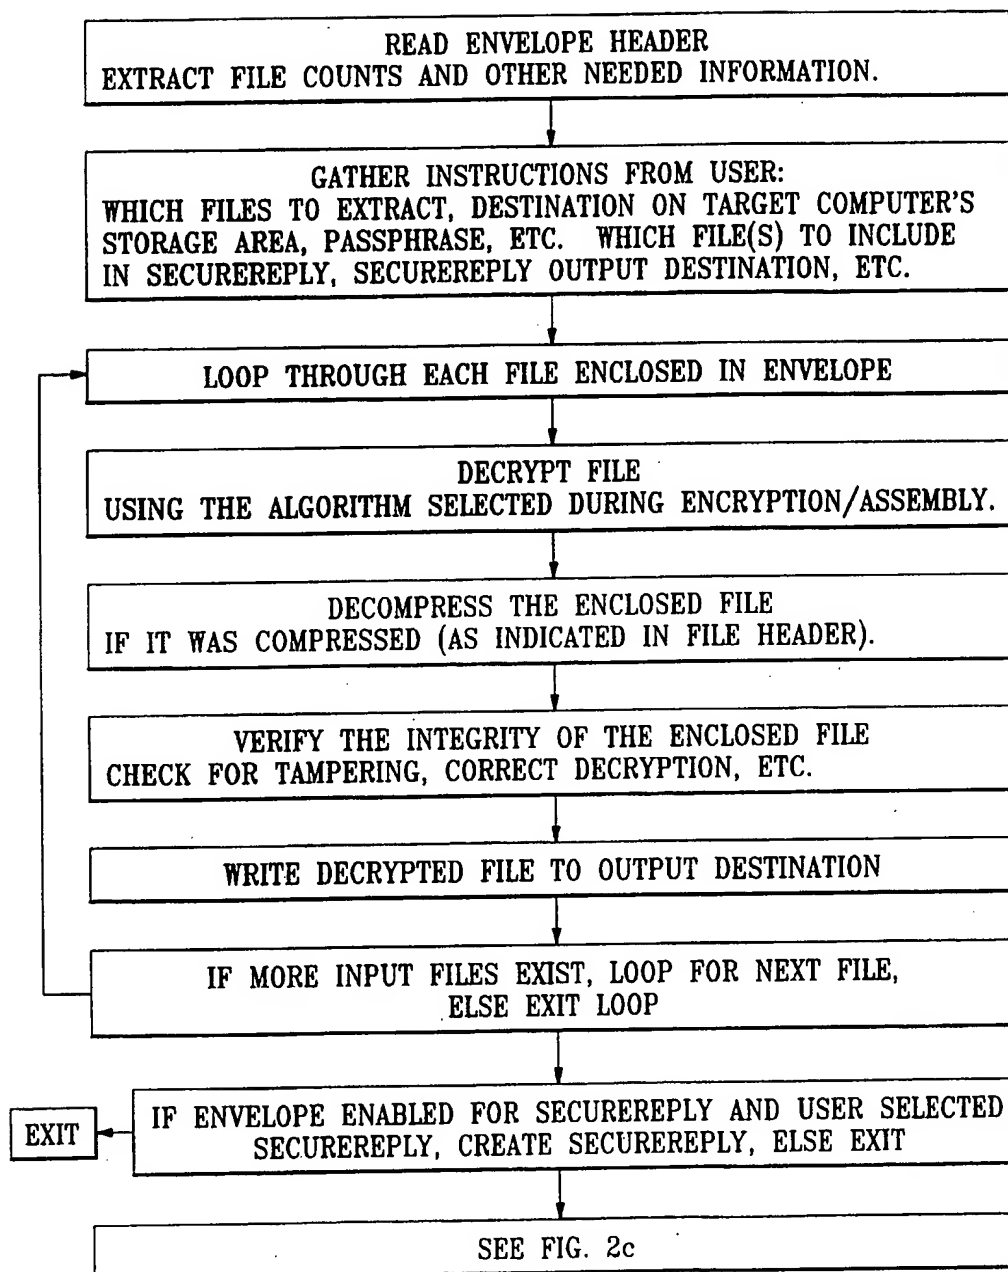 READ ENVELOPE HEADER
EXTRACT FILE COUNTS AND OTHER NEEDED INFORMATION.
GATHER INSTRUCTIONS FROM USER:
WHICH FILES TO EXTRACT, DESTINATION ON TARGET COMPUTER'S
STORAGE AREA, PASSPHRASE, ETC. WHICH FILE(S) TO INCLUDE
IN SECUREREPLY, SECUREREPLY OUTPUT DESTINATION, ETC.
LOOP THROUGH EACH FILE ENCLOSED IN ENVELOPE
DECRYPT FILE
USING THE ALGORITHM SELECTED DURING ENCRYPTION/ASSEMBLY.
DECOMPRESS THE ENCLOSED FILE
IF IT WAS COMPRESSED (AS INDICATED IN FILE HEADER).
VERIFY THE INTEGRITY OF THE ENCLOSED FILE
CHECK FOR TAMPERING, CORRECT DECRYPTION, ETC.
WRITE DECRYPTED FILE TO OUTPUT DESTINATION
IF MORE INPUT FILES EXIST, LOOP FOR NEXT FILE,
ELSE EXIT LOOP
EXIT
IF ENVELOPE ENABLED FOR SECUREREPLY AND USER SELECTED
SECUREREPLY, CREATE SECUREREPLY, ELSE EXIT
SEE FIG. 2c